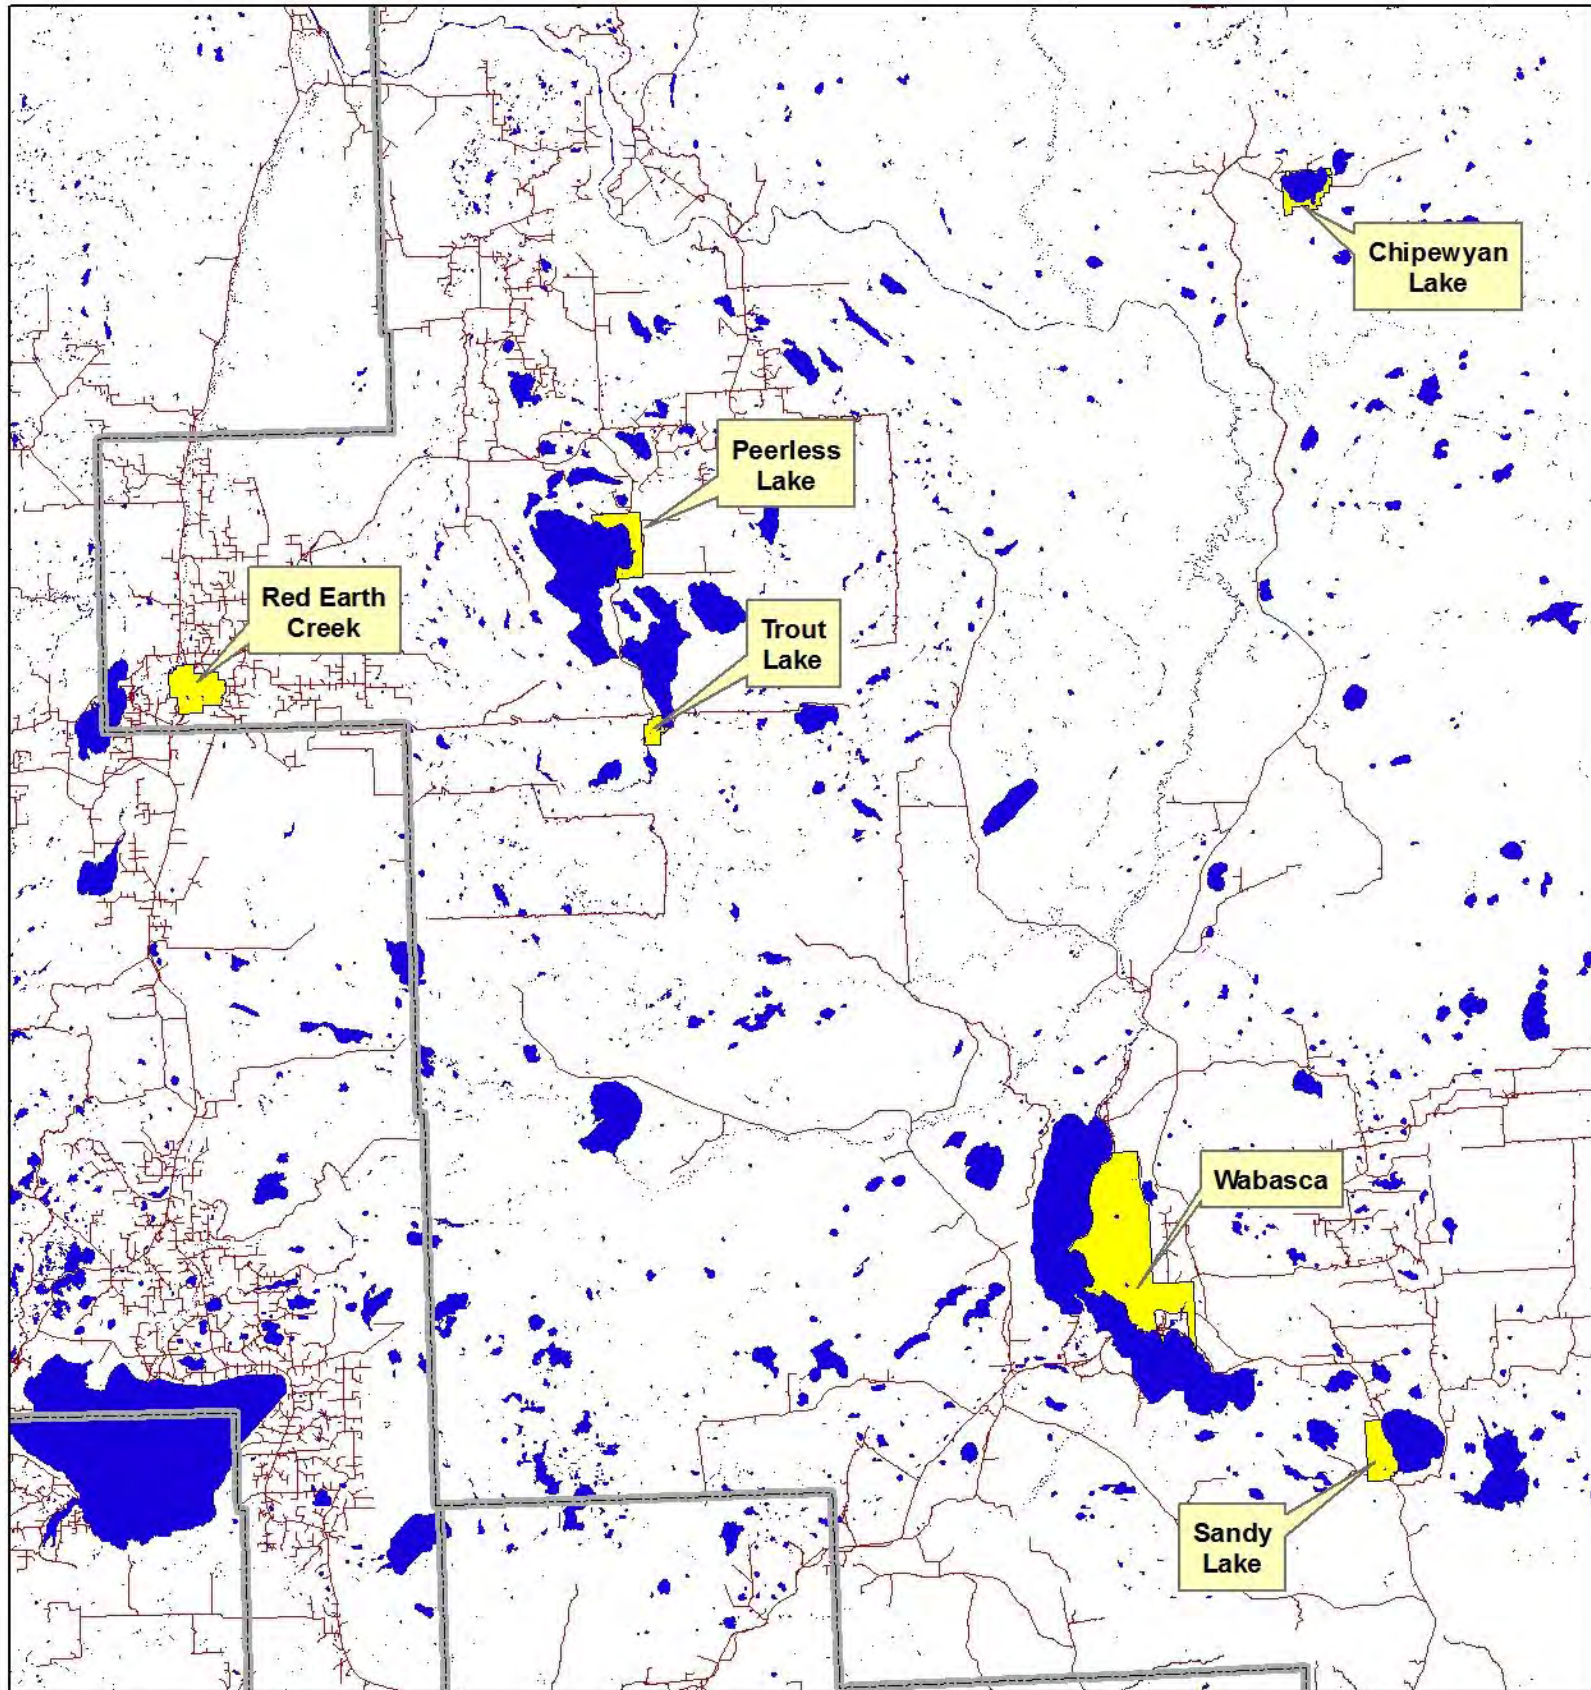 Chipewyan
Lake
Peerless
Lake
Red Earth
Creek
Trout
Lake
Wabasca
Sandy
Lake